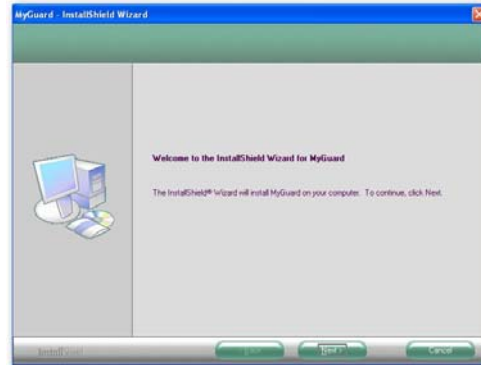 MyGuard - InstallShield Wizard
Welcome to the InstallShield Wizard for MyGuard
The InstallShield® Wizard will install MyGuard on your computer. To continue, click Next.
InstallShield
Next >
Cancel